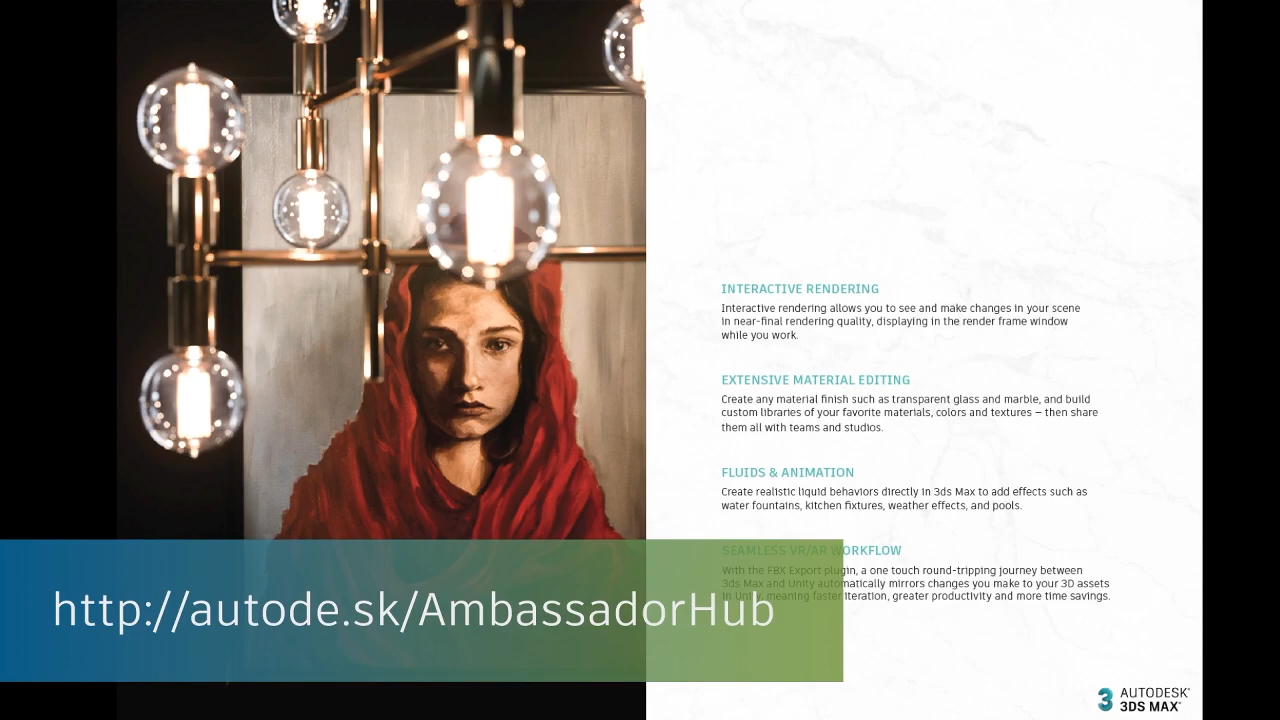 INTERACTIVE RENDERING
Interactive rendering allows you to see and make changes in your scene
in near-final rendering quality, displaying in the render frame window
while you work.
EXTENSIVE MATERIAL EDITING
Create any material finish such as transparent glass and marble, and build
custom libraries of your favorite materials, colors and textures – then share
them all with teams and studios.
FLUIDS & ANIMATION
Create realistic liquid behaviors directly in 3ds Max to add effects such as
water fountains, kitchen fixtures, weather effects, and pools.
SEAMLESS VR/AR WORKFLOW
With the FBX Export plugin, a one touch round-tripping journey between
3ds Max and Unity automatically mirrors changes you make to your 3D assets
in Unity, meaning faster iteration, greater productivity and more time savings.
http://autode.sk/AmbassadorHub
3 AUTODESK®
3DS MAX®